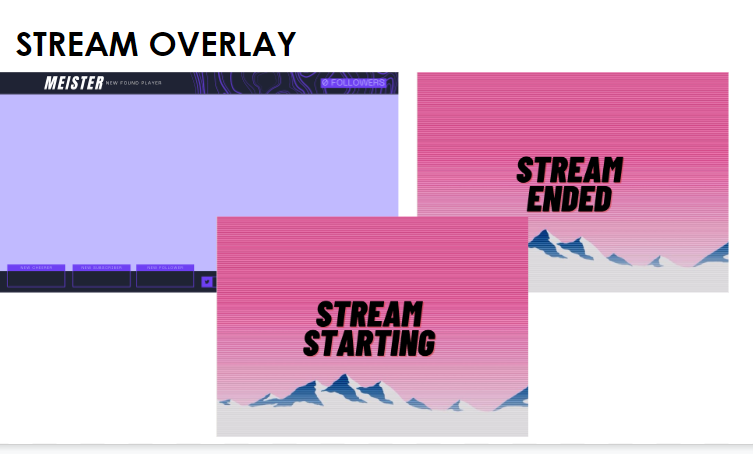 STREAM OVERLAY
MEISTER NEW FOUND PLAYER
0 FOLLOWERS
STREAM
ENDED
NEW CHEERER
NEW SUBSCRIBER
NEW FOLLOWER
STREAM
STARTING